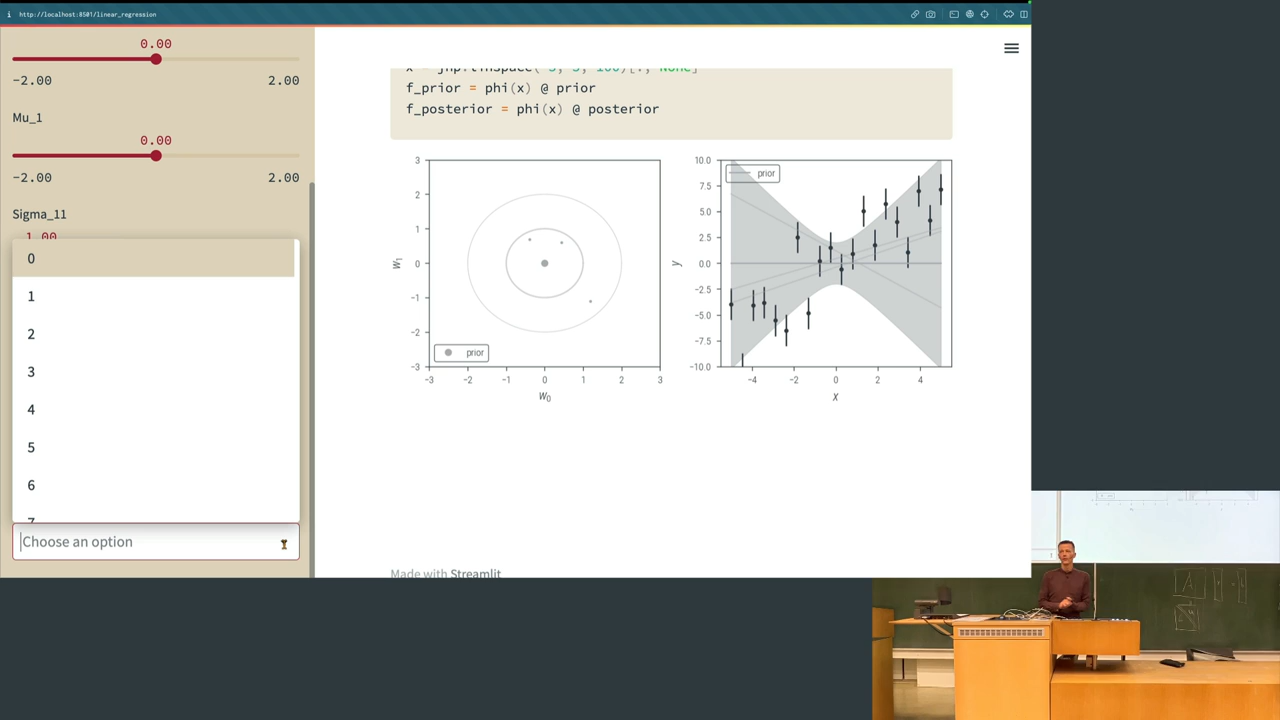 http://localhost:8501/linear_regression
0.00
-2.00 2.00
Mu_1
0.00
-2.00 2.00
Sigma_11
1.00
0
1
2
3
4
5
6
7
Choose an option
f_prior = phi(x) @ prior
f_posterior = phi(x) @ posterior
3
2
1
0
−1
−2
−3
w₁
prior
−3 −2 −1 0 1 2 3
w₀
10.0
7.5
5.0
2.5
0.0
−2.5
−5.0
−7.5
−10.0
y
prior
−4 −2 0 2 4
x
Made with Streamlit